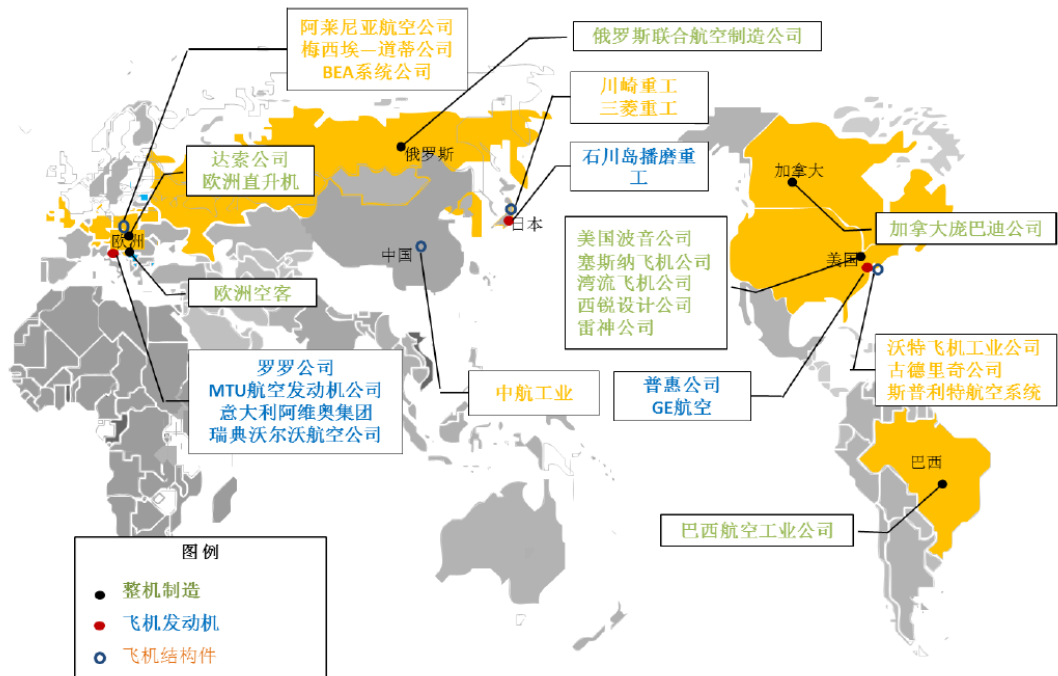 阿莱尼亚航空公司
梅西埃—道蒂公司
BEA系统公司
俄罗斯联合航空制造公司
川崎重工
三菱重工
达索公司
欧洲直升机
俄罗斯
石川岛播磨重
工
加拿大
日本
欧洲
中国
美国波音公司
塞斯纳飞机公司
湾流飞机公司
西锐设计公司
雷神公司
美国
加拿大庞巴迪公司
欧洲空客
罗罗公司
MTU航空发动机公司
意大利阿维奥集团
瑞典沃尔沃航空公司
中航工业
普惠公司
GE航空
沃特飞机工业公司
古德里奇公司
斯普利特航空系统
巴西
巴西航空工业公司
图例
整机制造
飞机发动机
飞机结构件